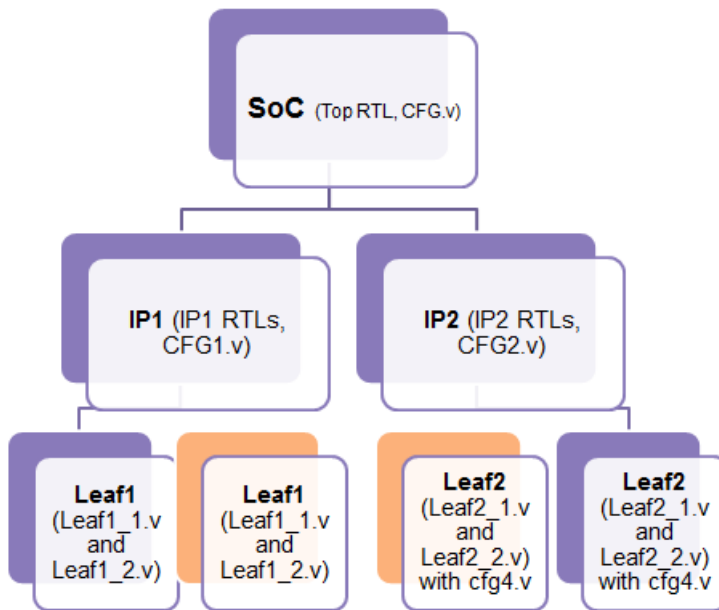 SoC (Top RTL, CFG.v)
IP1 (IP1 RTLs,
CFG1.v)
IP2 (IP2 RTLs,
CFG2.v)
Leaf1
(Leaf1_1.v
and
Leaf1_2.v)
Leaf1
(Leaf1_1.v
and
Leaf1_2.v)
Leaf2
(Leaf2_1.v
and
Leaf2_2.v)
with cfg4.v
Leaf2
(Leaf2_1.v
and
Leaf2_2.v)
with cfg4.v